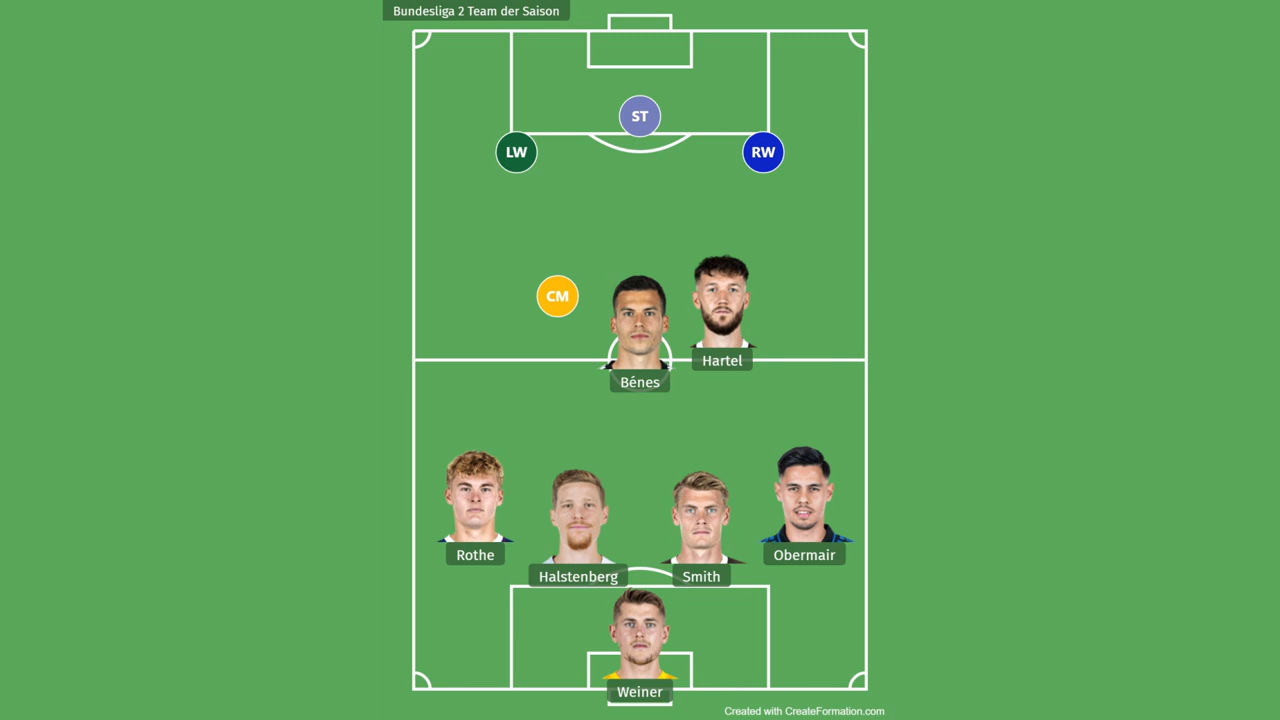 Bundesliga 2 Team der Saison
ST
LW
RW
CM
Hartel
Bénes
Rothe
Obermair
Halstenberg
Smith
Weiner
Created with CreateFormation.com